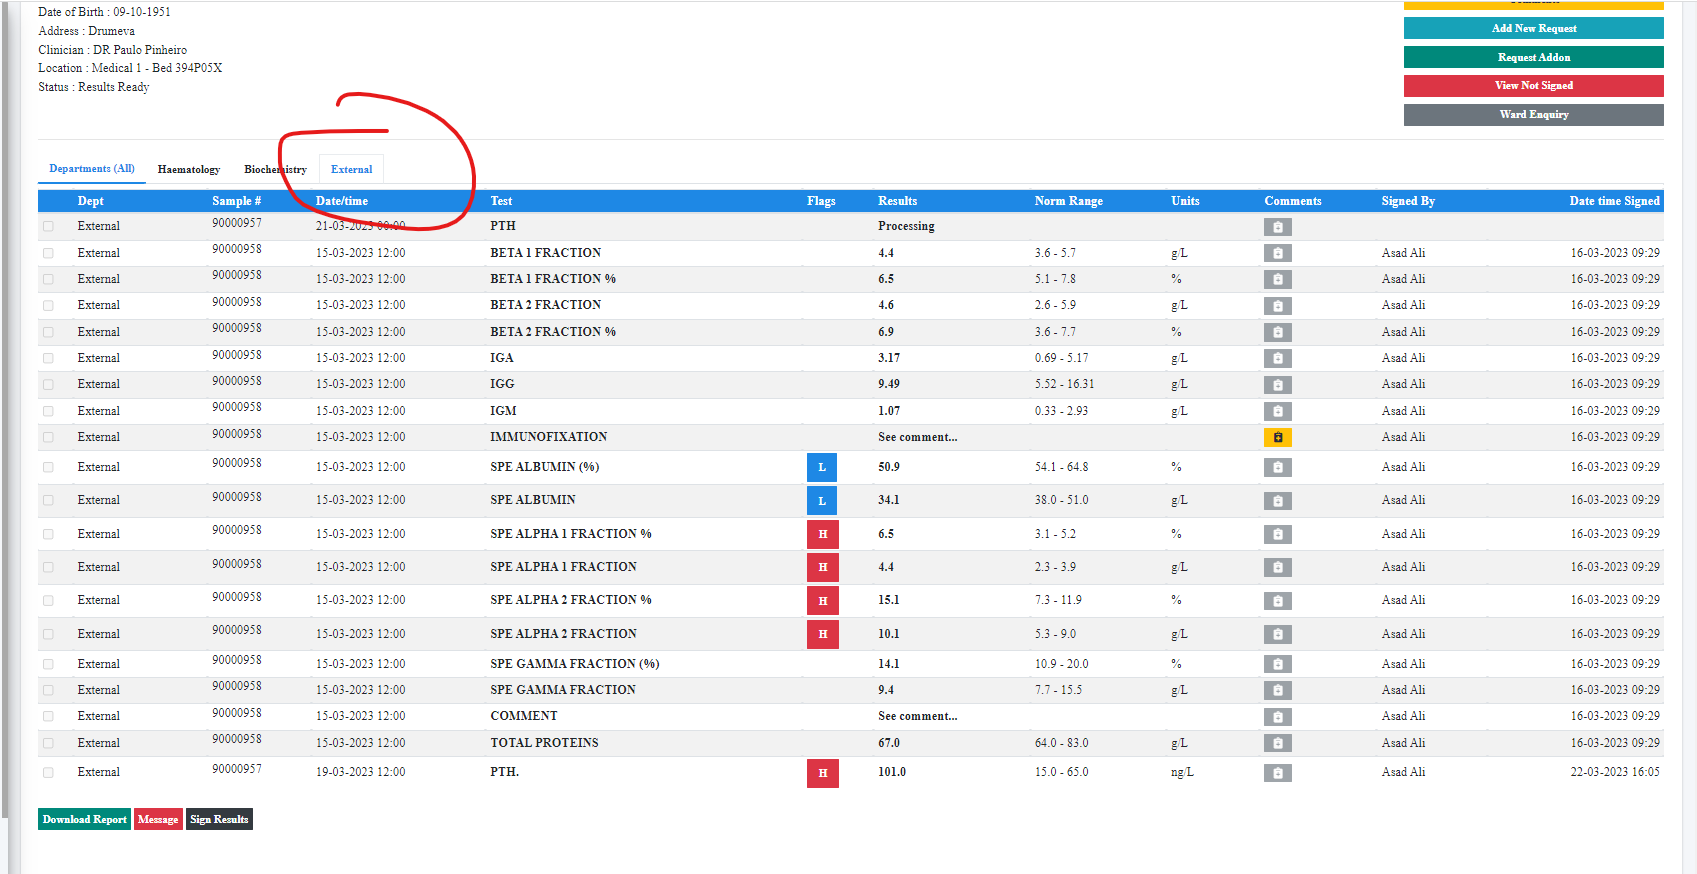 Date of Birth : 09-10-1951
Address : Drumeva
Clinician : DR Paulo Pinheiro
Location : Medical 1 - Bed 394P05X
Status : Results Ready
Add New Request
Request Addon
View Not Signed
Ward Enquiry
Departments (All) Haematology Biochemistry External
Dept Sample # Date/time Test Flags Results Norm Range Units Comments Signed By Date time Signed
External 90000957 21-03-2023 00:00 PTH Processing
External 90000958 15-03-2023 12:00 BETA 1 FRACTION 4.4 3.6 - 5.7 g/L Asad Ali 16-03-2023 09:29
External 90000958 15-03-2023 12:00 BETA 1 FRACTION % 6.5 5.1 - 7.8 % Asad Ali 16-03-2023 09:29
External 90000958 15-03-2023 12:00 BETA 2 FRACTION 4.6 2.6 - 5.9 g/L Asad Ali 16-03-2023 09:29
External 90000958 15-03-2023 12:00 BETA 2 FRACTION % 6.9 3.6 - 7.7 % Asad Ali 16-03-2023 09:29
External 90000958 15-03-2023 12:00 IGA 3.17 0.69 - 5.17 g/L Asad Ali 16-03-2023 09:29
External 90000958 15-03-2023 12:00 IGG 9.49 5.52 - 16.31 g/L Asad Ali 16-03-2023 09:29
External 90000958 15-03-2023 12:00 IGM 1.07 0.33 - 2.93 g/L Asad Ali 16-03-2023 09:29
External 90000958 15-03-2023 12:00 IMMUNOFIXATION See comment... Asad Ali 16-03-2023 09:29
External 90000958 15-03-2023 12:00 SPE ALBUMIN (%) L 50.9 54.1 - 64.8 % Asad Ali 16-03-2023 09:29
External 90000958 15-03-2023 12:00 SPE ALBUMIN L 34.1 38.0 - 51.0 g/L Asad Ali 16-03-2023 09:29
External 90000958 15-03-2023 12:00 SPE ALPHA 1 FRACTION % H 6.5 3.1 - 5.2 % Asad Ali 16-03-2023 09:29
External 90000958 15-03-2023 12:00 SPE ALPHA 1 FRACTION H 4.4 2.3 - 3.9 g/L Asad Ali 16-03-2023 09:29
External 90000958 15-03-2023 12:00 SPE ALPHA 2 FRACTION % H 15.1 7.3 - 11.9 % Asad Ali 16-03-2023 09:29
External 90000958 15-03-2023 12:00 SPE ALPHA 2 FRACTION H 10.1 5.3 - 9.0 g/L Asad Ali 16-03-2023 09:29
External 90000958 15-03-2023 12:00 SPE GAMMA FRACTION (%) 14.1 10.9 - 20.0 % Asad Ali 16-03-2023 09:29
External 90000958 15-03-2023 12:00 SPE GAMMA FRACTION 9.4 7.7 - 15.5 g/L Asad Ali 16-03-2023 09:29
External 90000958 15-03-2023 12:00 COMMENT See comment... Asad Ali 16-03-2023 09:29
External 90000958 15-03-2023 12:00 TOTAL PROTEINS 67.0 64.0 - 83.0 g/L Asad Ali 16-03-2023 09:29
External 90000957 19-03-2023 12:00 PTH. H 101.0 15.0 - 65.0 ng/L Asad Ali 22-03-2023 16:05
Download Report Message Sign Results